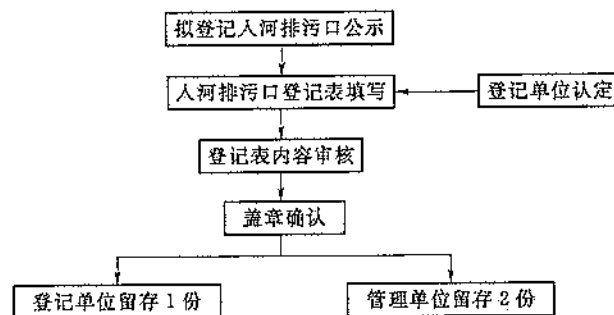 拟登记入河排污口公示
入河排污口登记表填写
登记单位认定
登记表内容审核
盖章确认
登记单位留存1份
管理单位留存2份